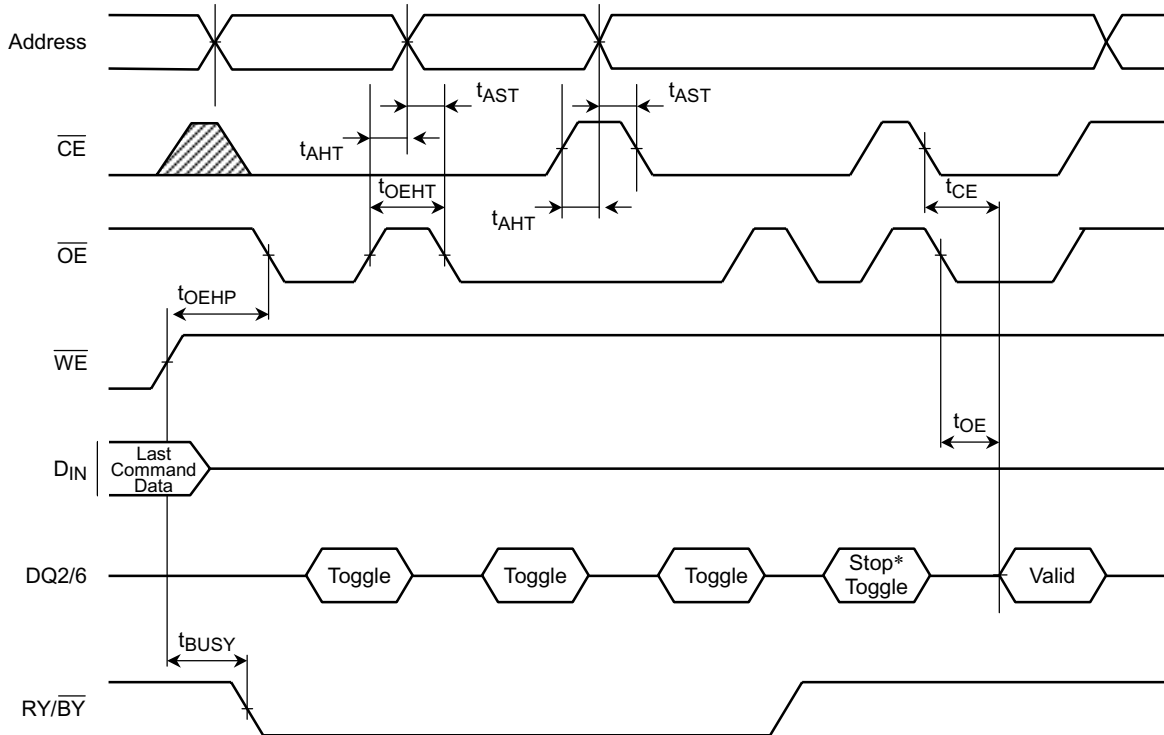 Address
tAST
tAST
CE
tAHT
tOEHT
tCE
tAHT
OE
tOEHP
WE
tOE
DIN
Last
Command
Data
DQ2/6
Toggle
Toggle
Toggle
Stop*
Toggle
Valid
tBUSY
RY/BY